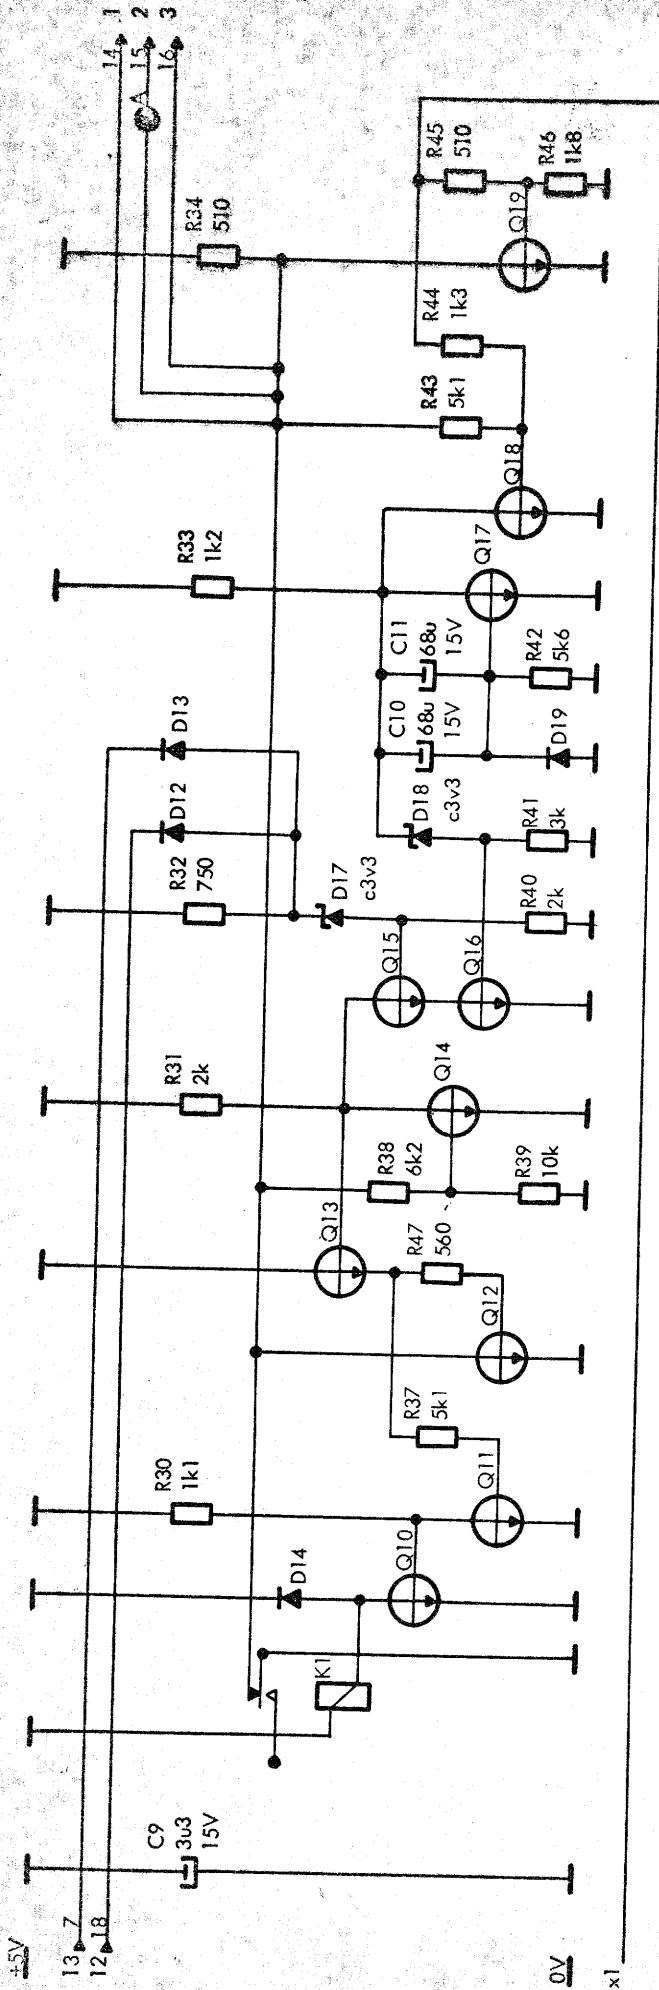 14 1
15 2
16 3
A
R34
510
R45
510
R46
1k8
Q19
R44
1k3
R43
5k1
Q18
R33
1k2
Q17
C11
68u
15V
R42
5k6
D13
C10
68u
15V
D19
D12
D18
c3v3
R41
3k
R32
750
D17
c3v3
R40
2k
Q15
Q16
R31
2k
Q14
R38
6k2
R39
10k
Q13
R47
560
Q12
R37
5k1
R30
1k1
Q11
D14
Q10
K1
C9
3u3
15V
+5V
13 7
12 18
0V
x1